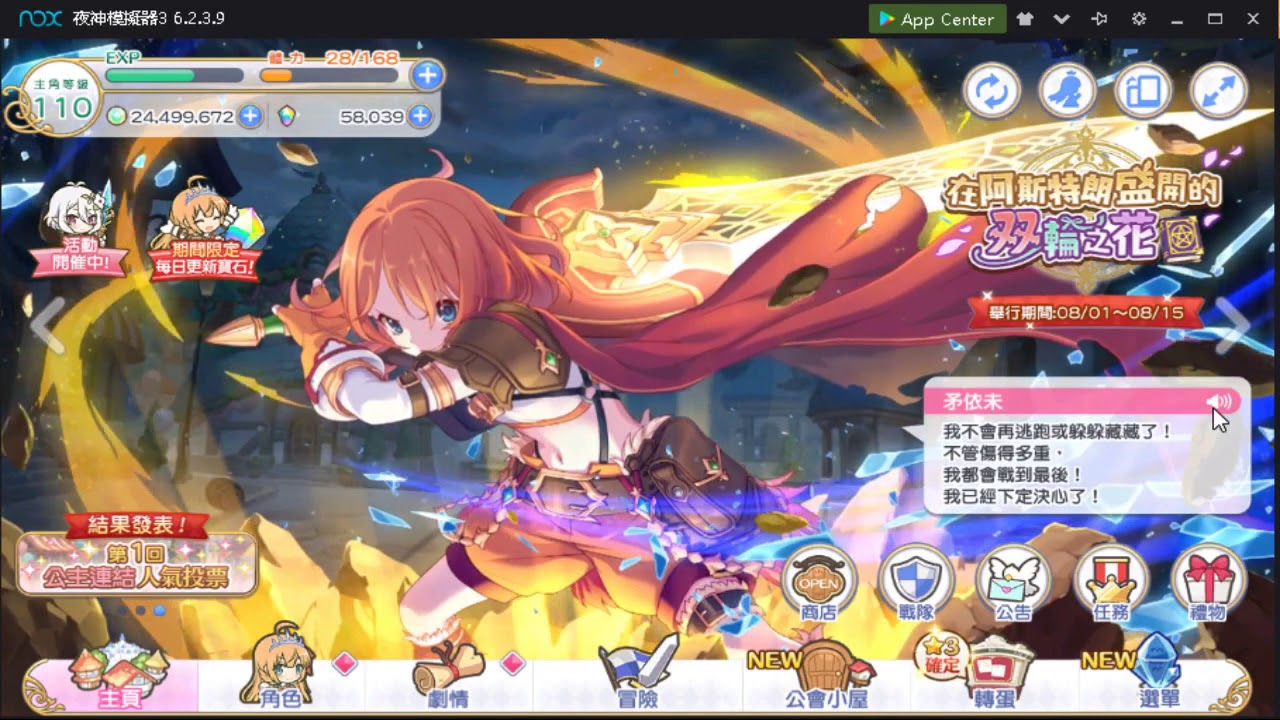 nox 夜神模擬器3 6.2.3.9
App Center
EXP
體力 28/168
主角等級
110
24,499,672
58,039
活動
開催中!
期間限定
每日更新寶石!
在阿斯特朗盛開的
双輪之花
舉行期間:08/01~08/15
矛依未
我不會再逃跑或躲躲藏藏了!
不管傷得多重·
我都會戰到最後!
我已經下定決心了!
結果發表!
第1回
公主連結人氣投票
OPEN
商店
戰隊
公告
任務
禮物
主頁
角色
劇情
冒險
NEW
公會小屋
★3
確定
轉蛋
NEW
選單